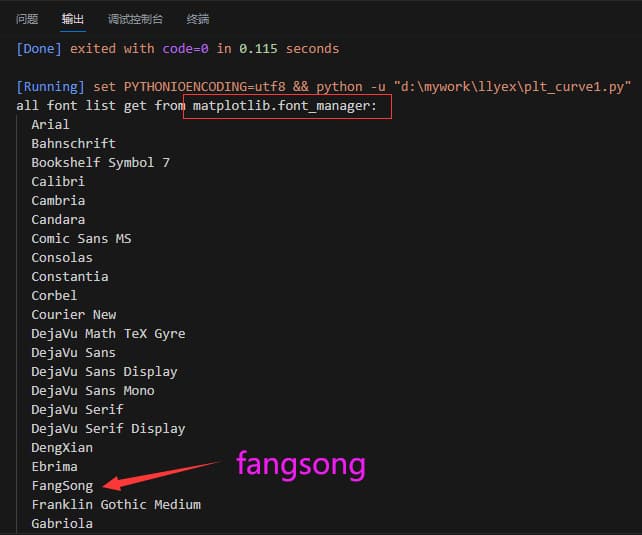 问题 输出 调试控制台 终端
[Done] exited with code=0 in 0.115 seconds
[Running] set PYTHONIOENCODING=utf8 && python -u "d:\mywork\llyex\plt_curve1.py"
all font list get from matplotlib.font_manager:
Arial
Bahnschrift
Bookshelf Symbol 7
Calibri
Cambria
Candara
Comic Sans MS
Consolas
Constantia
Corbel
Courier New
DejaVu Math TeX Gyre
DejaVu Sans
DejaVu Sans Display
DejaVu Sans Mono
DejaVu Serif
DejaVu Serif Display
DengXian
Ebrima
fangsong
FangSong
Franklin Gothic Medium
Gabriola